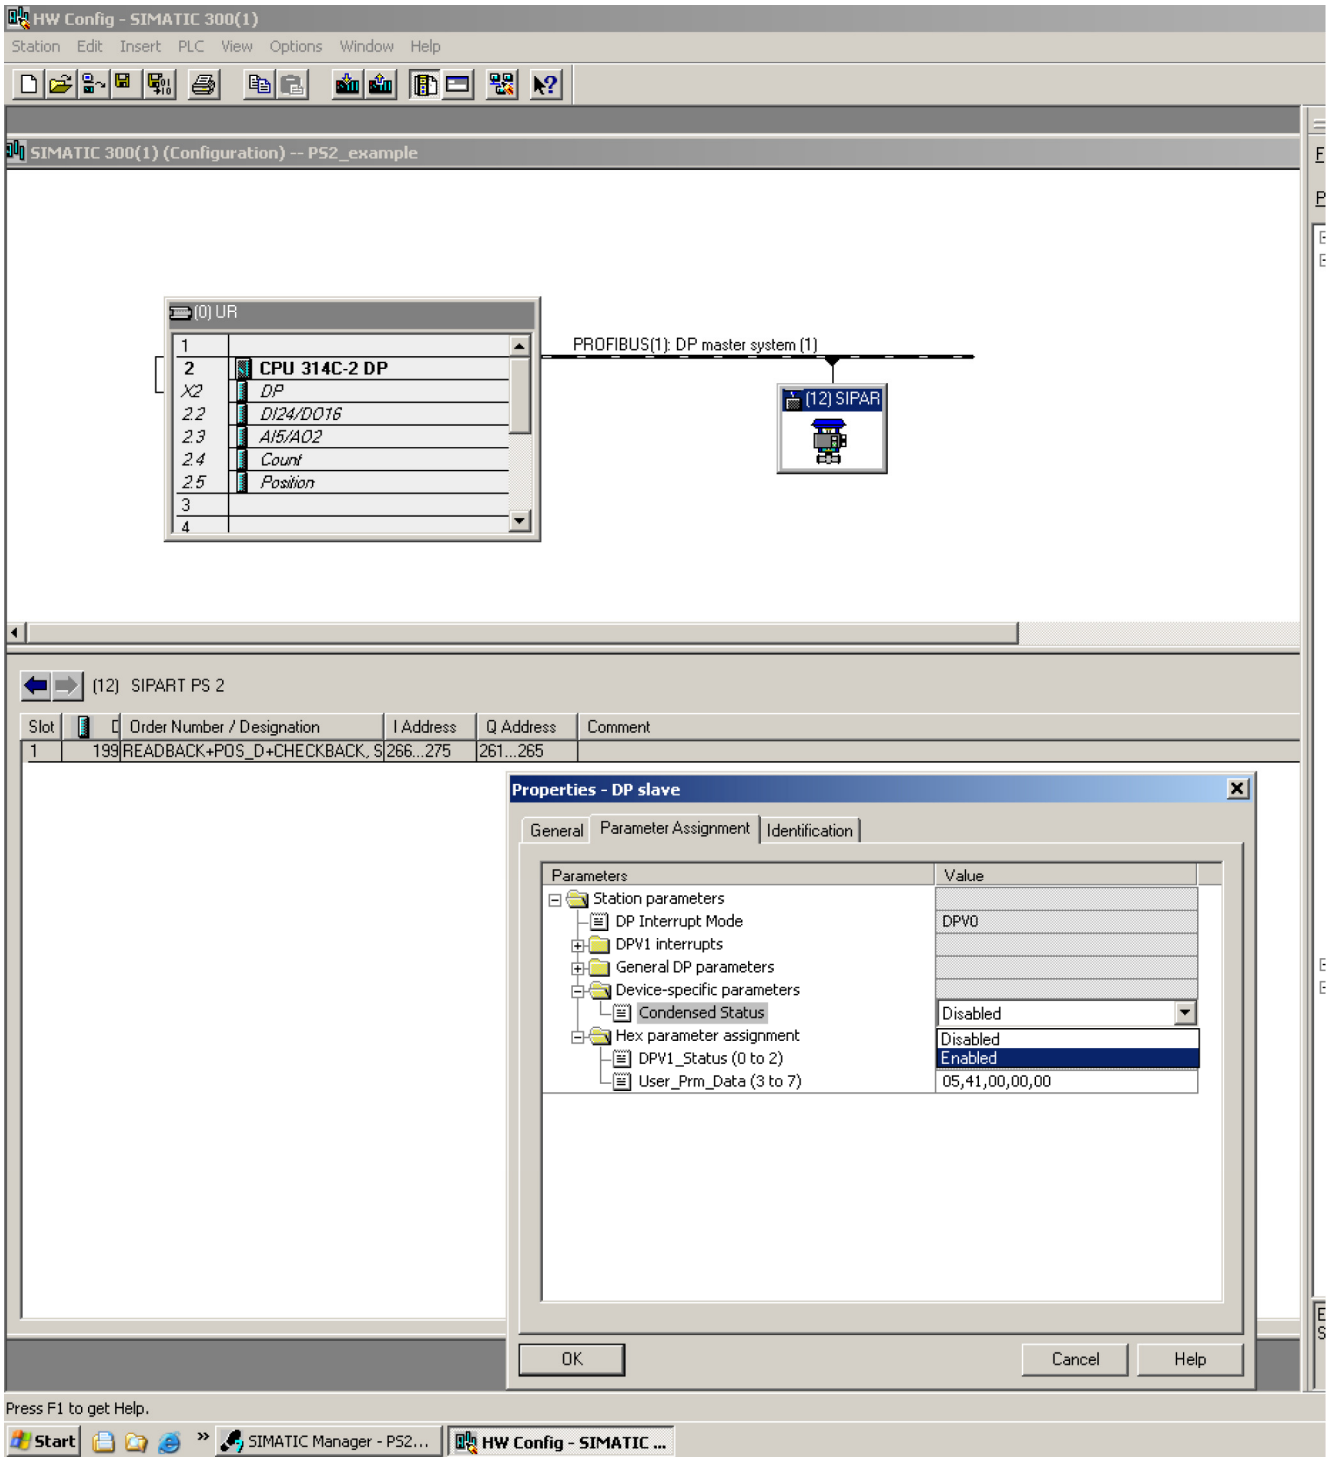 HW Config - SIMATIC 300(1)
Station Edit Insert PLC View Options Window Help
SIMATIC 300(1) (Configuration) -- PS2_example
(0) UR
1
2 CPU 314C-2 DP
X2 DP
2.2 DI24/DO16
2.3 AI5/AO2
2.4 Count
2.5 Position
3
4
PROFIBUS(1): DP master system (1)
(12) SIPAR
(12) SIPART PS 2
Slot D Order Number / Designation I Address Q Address Comment
1 199 READBACK+POS_D+CHECKBACK, S 266...275 261...265
Properties - DP slave
General Parameter Assignment Identification
Parameters Value
Station parameters
DP Interrupt Mode DPV0
DPV1 interrupts
General DP parameters
Device-specific parameters
Condensed Status Disabled
Hex parameter assignment Disabled
DPV1_Status (0 to 2) Enabled
User_Prm_Data (3 to 7) 05,41,00,00,00
OK Cancel Help
Press F1 to get Help.
Start » SIMATIC Manager - PS2... HW Config - SIMATIC ...